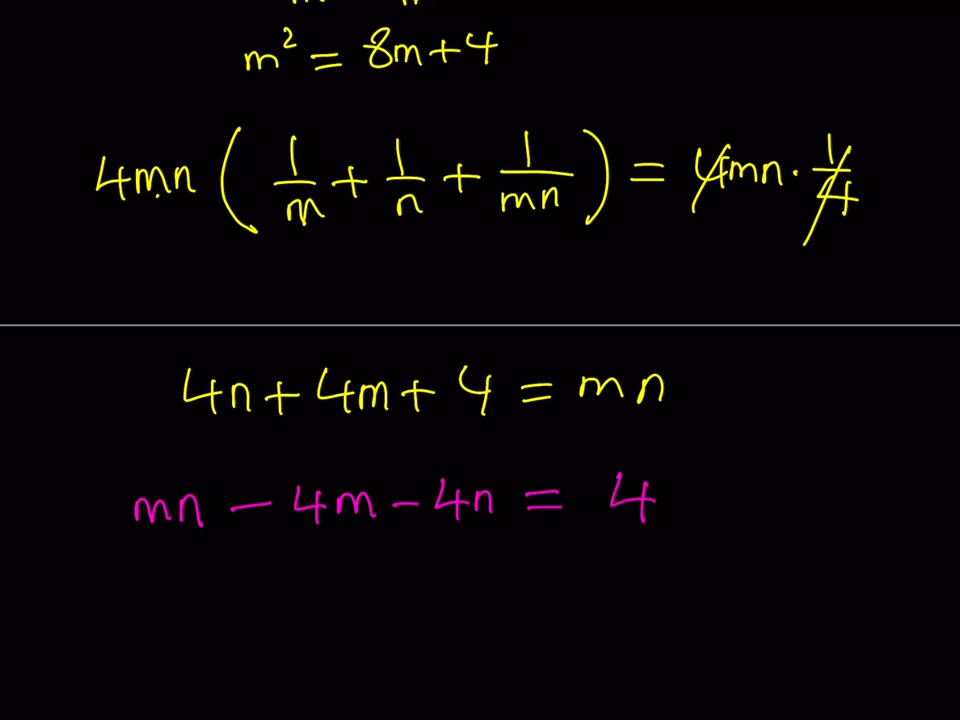 m² = 8m+4
4mn ( 1/m + 1/n + 1/mn ) = 4mn · 1/4
4n + 4m + 4 = mn
mn − 4m − 4n = 4